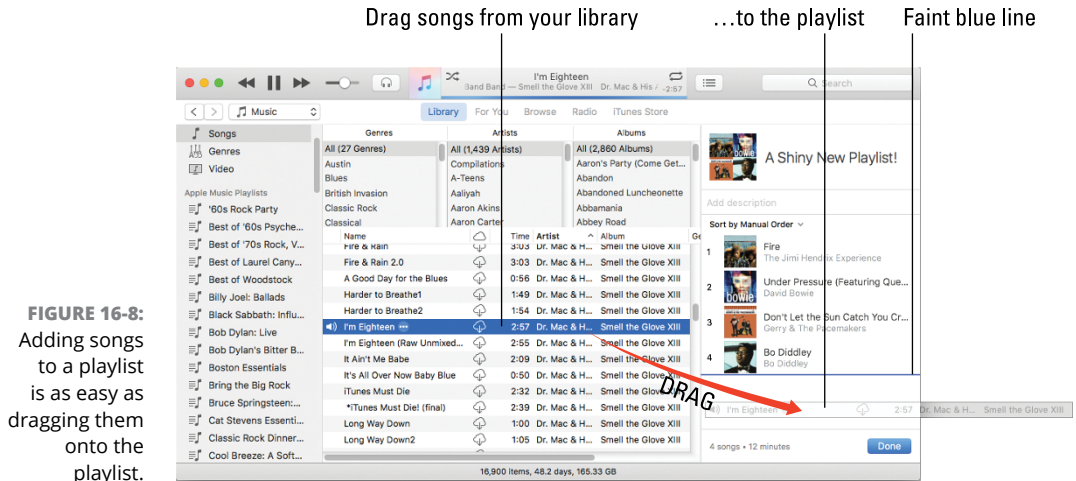 Drag songs from your library
…to the playlist
Faint blue line
I'm Eighteen
Band Band — Smell the Glove XIII Dr. Mac & His
-2:57
Search
Music
Library For You Browse Radio iTunes Store
Songs
Genres
Video
Apple Music Playlists
'60s Rock Party
Best of '60s Psyche...
Best of '70s Rock, V...
Best of Laurel Cany...
Best of Woodstock
Billy Joel: Ballads
Black Sabbath: Influ...
Bob Dylan: Live
Bob Dylan's Bitter B...
Boston Essentials
Bring the Big Rock
Bruce Springsteen:...
Cat Stevens Essenti...
Classic Rock Dinner...
Cool Breeze: A Soft...
Genres
All (27 Genres)
Austin
Blues
British Invasion
Classic Rock
Classical
Artists
All (1,439 Artists)
Compilations
A-Teens
Aaliyah
Aaron Akins
Aaron Carter
Albums
All (2,860 Albums)
Aaron's Party (Come Get...
Abandon
Abandoned Luncheonette
Abbamania
Abbey Road
Name Time Artist Album Ge
Fire & Rain 3:03 Dr. Mac & H... Smell the Glove XIII
Fire & Rain 2.0 3:03 Dr. Mac & H... Smell the Glove XIII
A Good Day for the Blues 0:56 Dr. Mac & H... Smell the Glove XIII
Harder to Breathe1 1:49 Dr. Mac & H... Smell the Glove XIII
Harder to Breathe2 1:54 Dr. Mac & H... Smell the Glove XIII
I'm Eighteen ••• 2:57 Dr. Mac & H... Smell the Glove XIII
I'm Eighteen (Raw Unmixed... 2:55 Dr. Mac & H... Smell the Glove XIII
It Ain't Me Babe 2:09 Dr. Mac & H... Smell the Glove XIII
It's All Over Now Baby Blue 0:50 Dr. Mac & H... Smell the Glove XIII
iTunes Must Die 2:32 Dr. Mac & H... Smell the Glove XIII
*iTunes Must Die! (final) 2:39 Dr. Mac & H... Smell the Glove XIII
Long Way Down 1:00 Dr. Mac & H... Smell the Glove XIII
Long Way Down2 1:05 Dr. Mac & H... Smell the Glove XIII
DRAG
bowie
A Shiny New Playlist!
Add description
Sort by Manual Order
1 Fire
The Jimi Hendrix Experience
bowie
2 Under Pressure (Featuring Que...
David Bowie
3 Don't Let the Sun Catch You Cr...
Gerry & The Pacemakers
4 Bo Diddley
Bo Diddley
I'm Eighteen 2:57 Dr. Mac & H... Smell the Glove XIII
4 songs • 12 minutes
Done
16,900 items, 48.2 days, 165.33 GB
FIGURE 16-8:
Adding songs
to a playlist
is as easy as
dragging them
onto the
playlist.